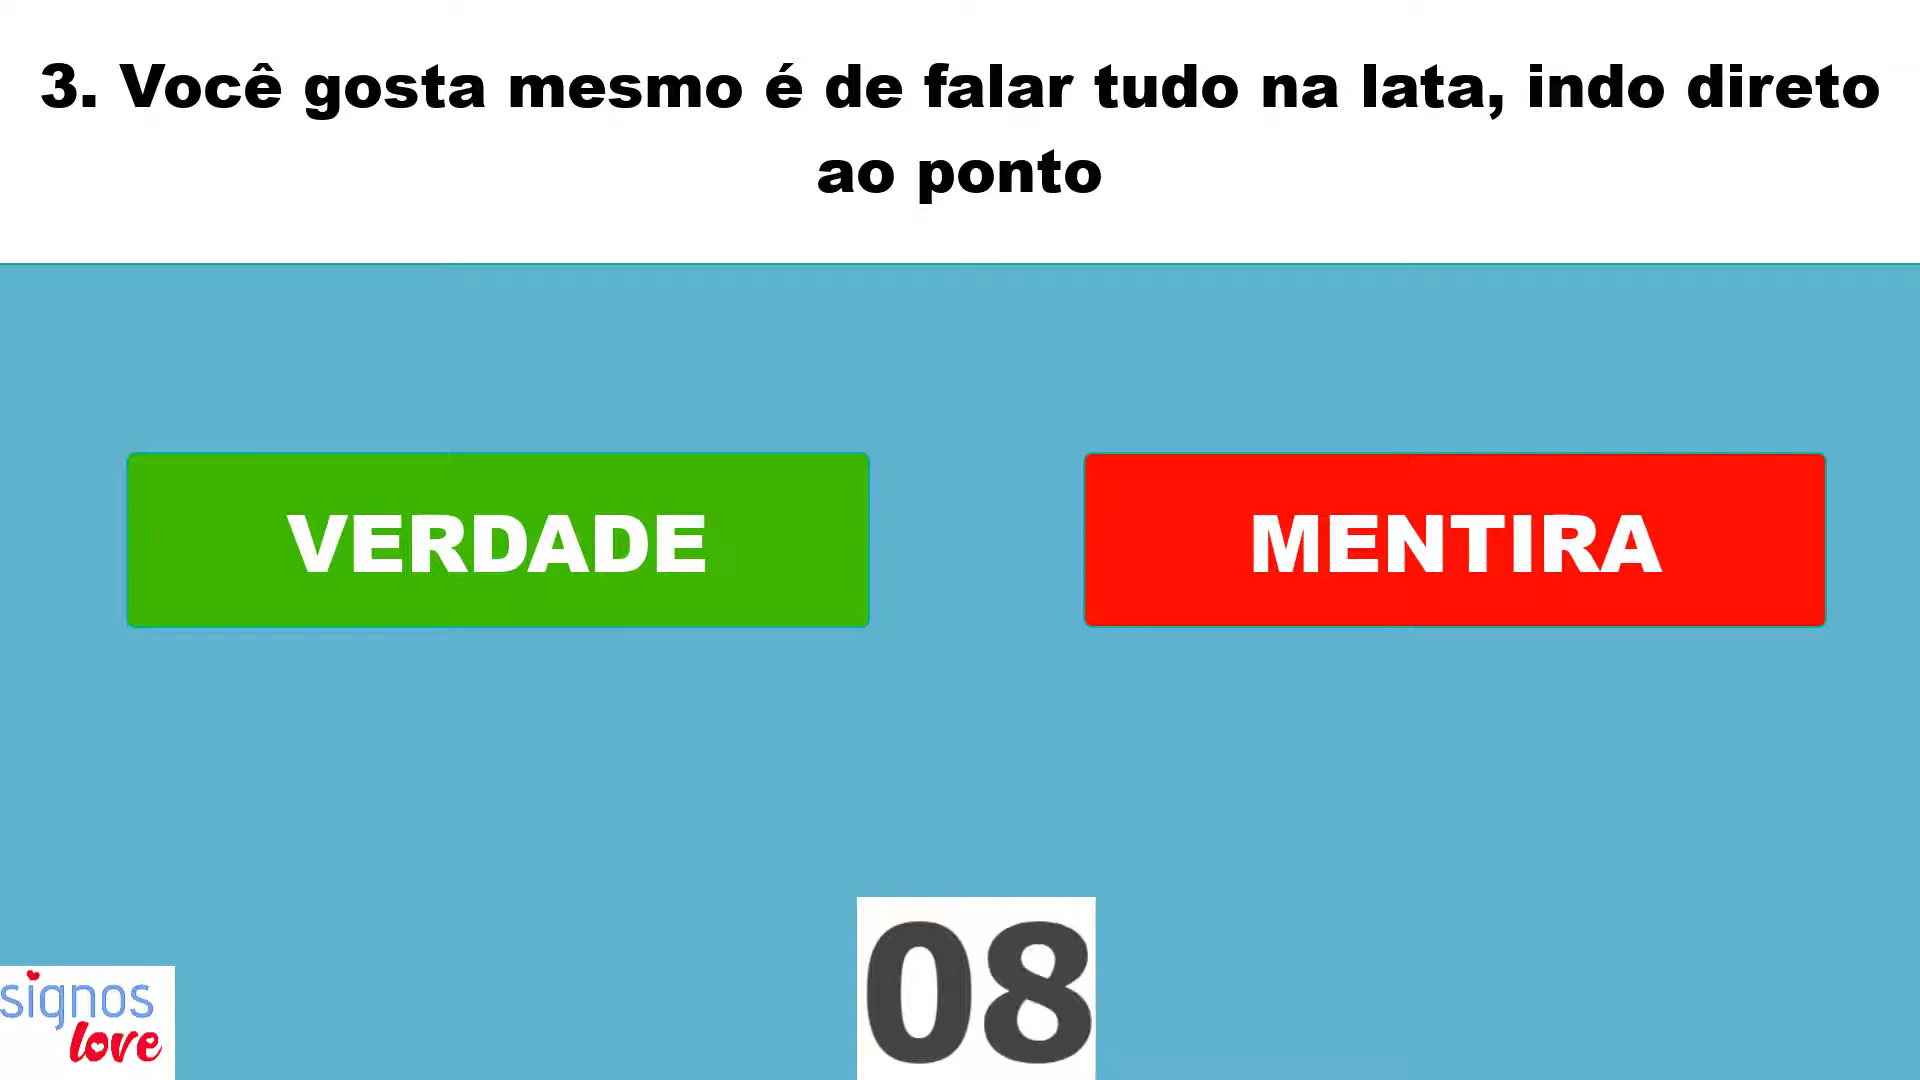 3. Você gosta mesmo é de falar tudo na lata, indo direto
ao ponto
VERDADE
MENTIRA
08
signos
love